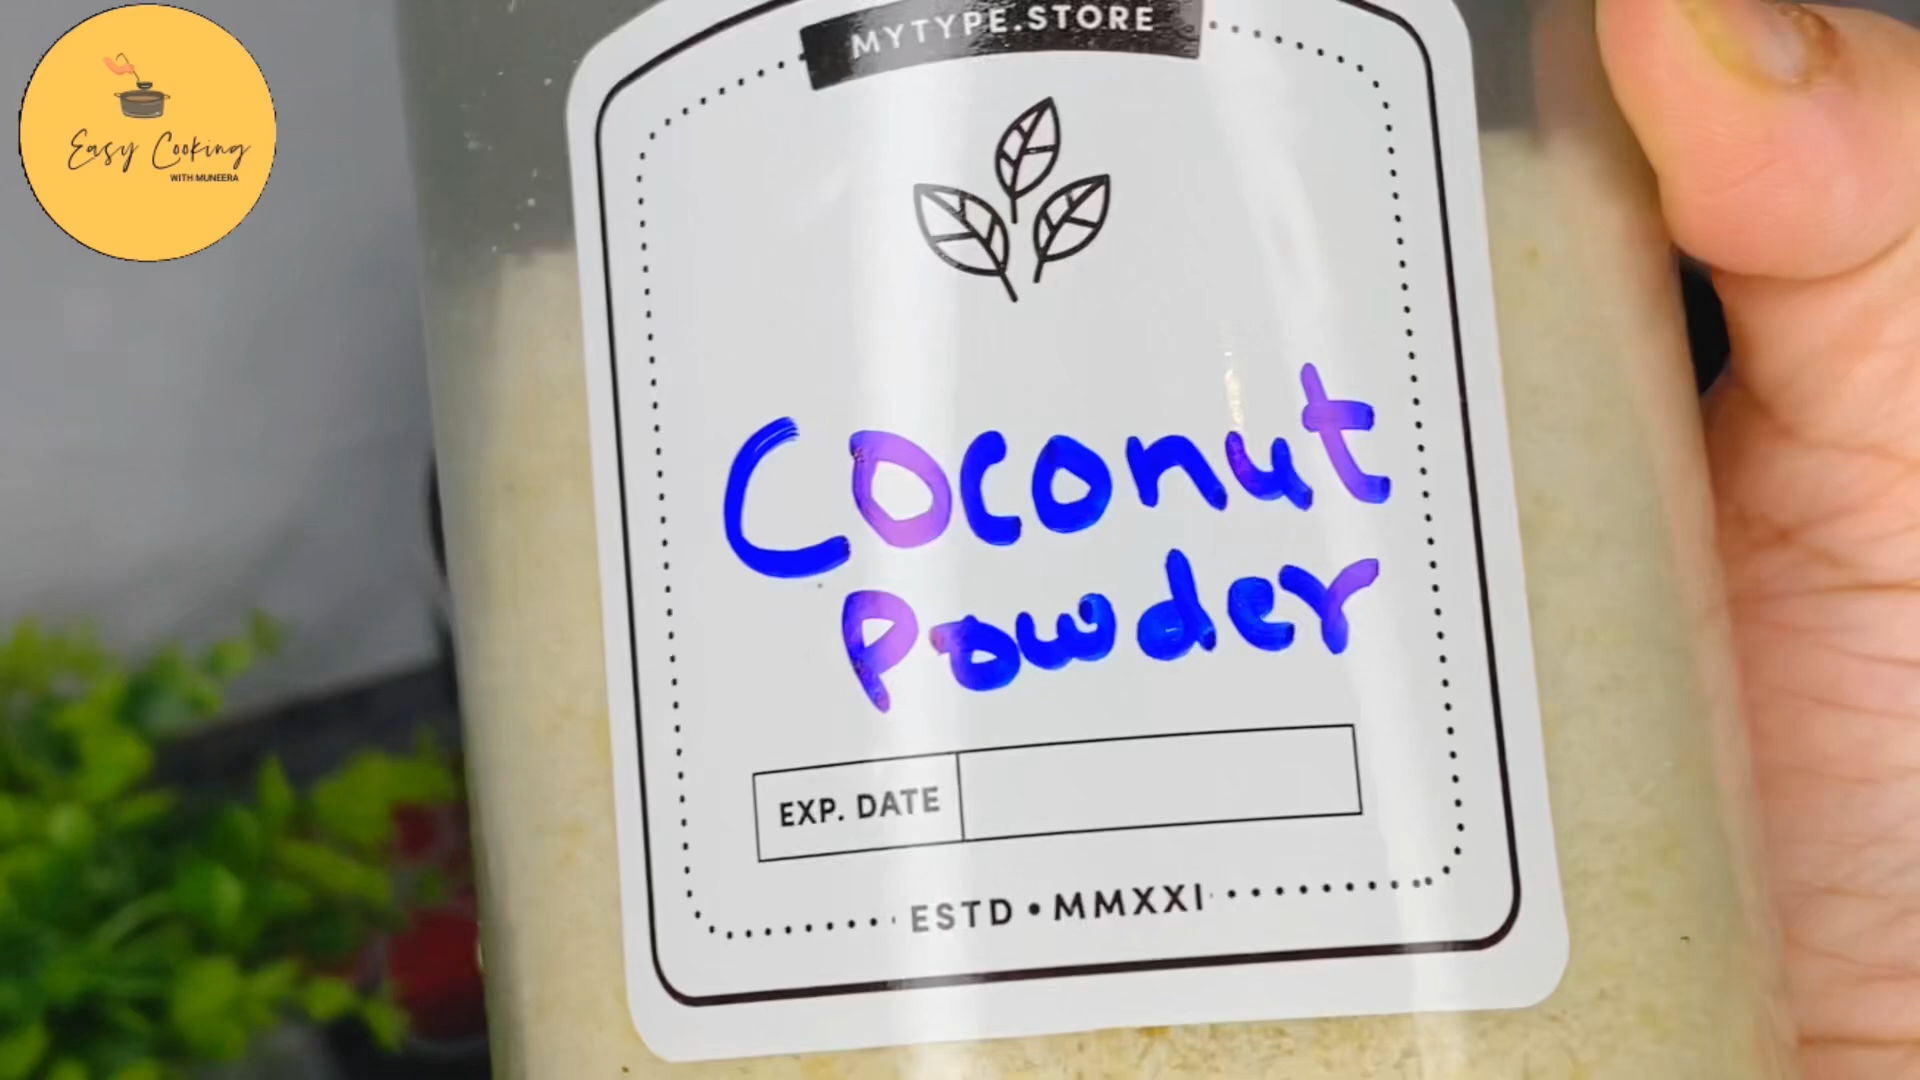 Easy Cooking
WITH MUNEERA
MYTYPE.STORE
Coconut
Powder
EXP. DATE
ESTD • MMXXI